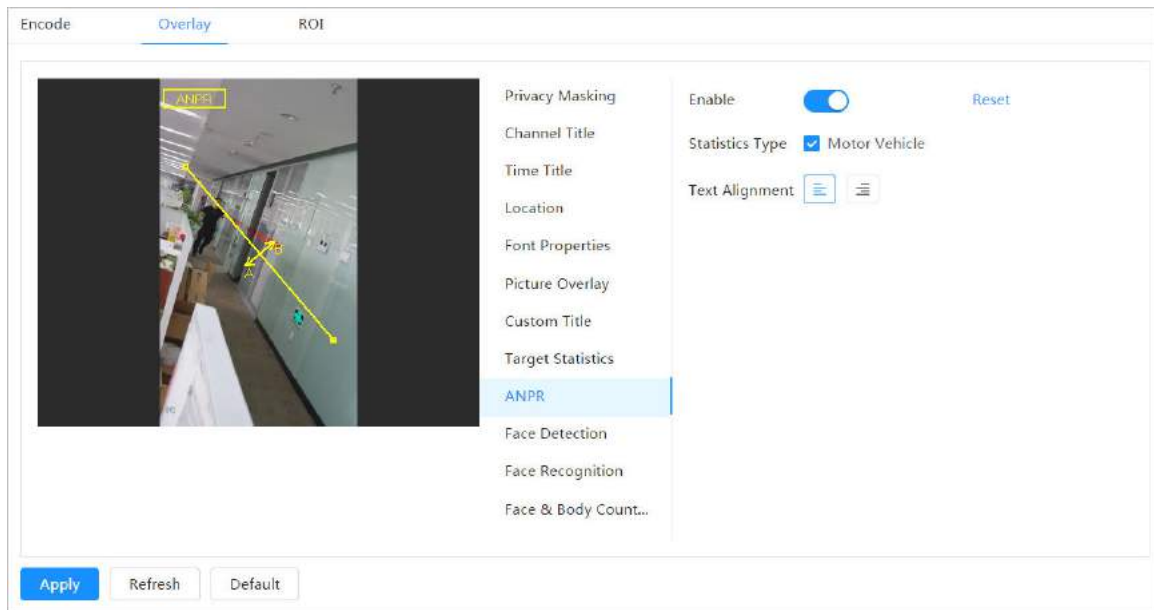 Encode Overlay ROI
ANPR
A
B
Privacy Masking
Channel Title
Time Title
Location
Font Properties
Picture Overlay
Custom Title
Target Statistics
ANPR
Face Detection
Face Recognition
Face & Body Count...
Enable Reset
Statistics Type Motor Vehicle
Text Alignment
Apply Refresh Default